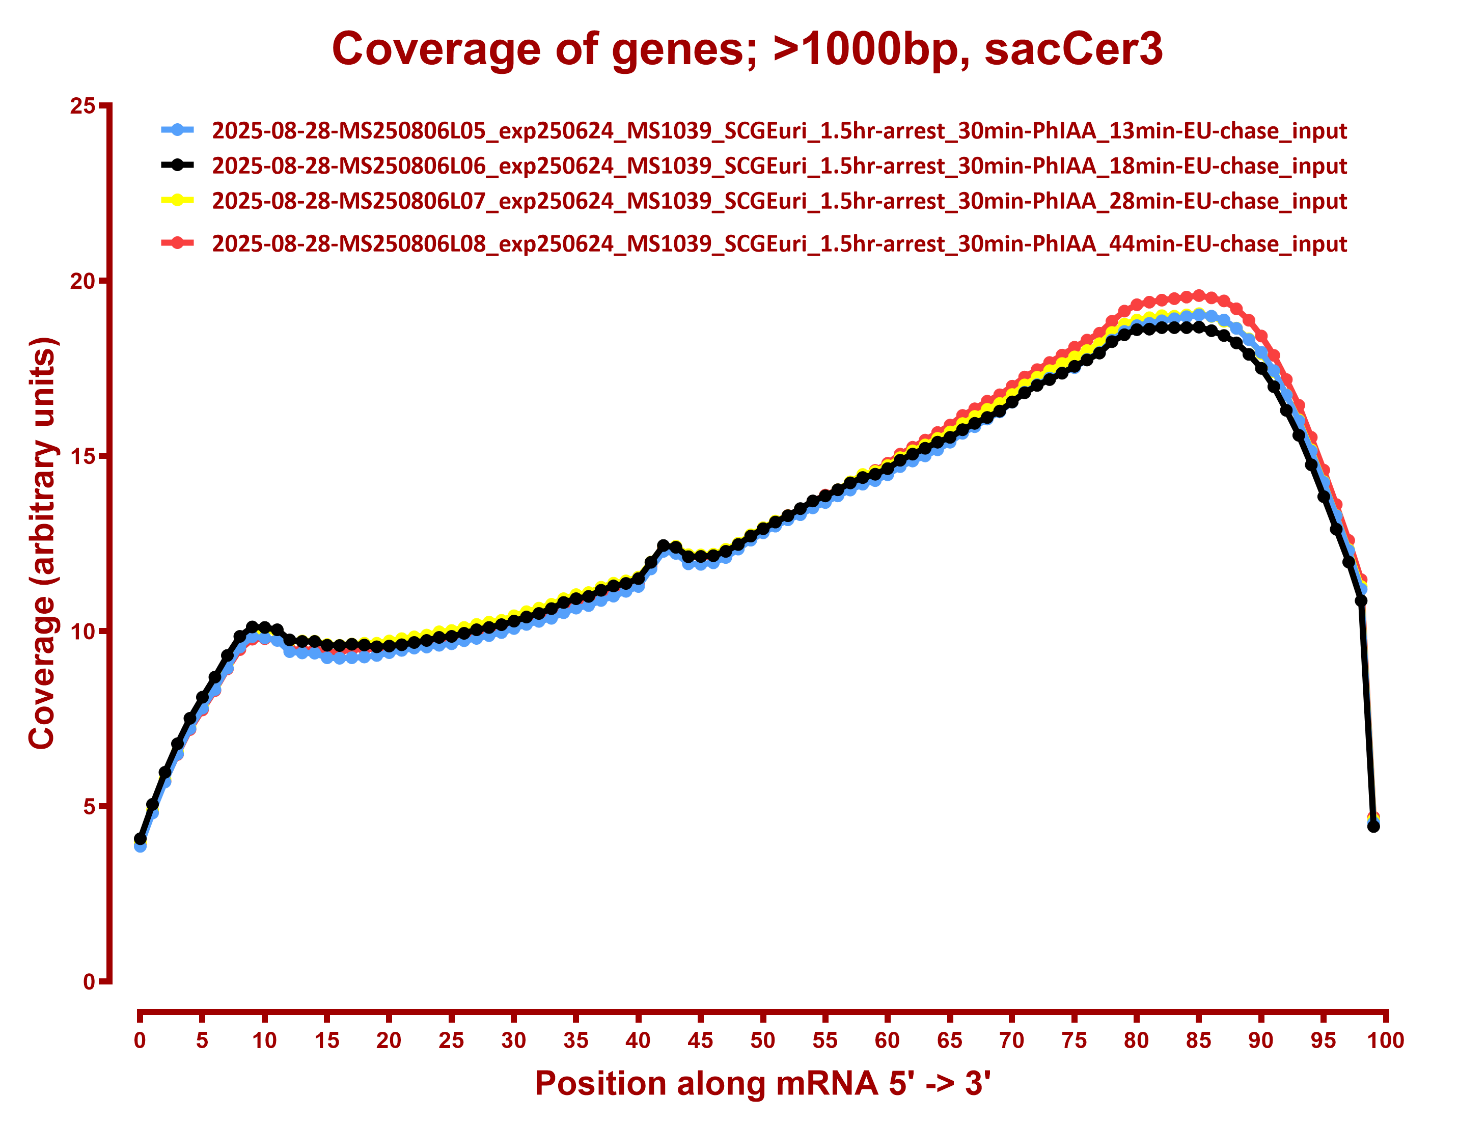 Coverage of genes; >1000bp, sacCer3
2025-08-28-MS250806L05_exp250624_MS1039_SCGEuri_1.5hr-arrest_30min-PhIAA_13min-EU-chase_input
2025-08-28-MS250806L06_exp250624_MS1039_SCGEuri_1.5hr-arrest_30min-PhIAA_18min-EU-chase_input
2025-08-28-MS250806L07_exp250624_MS1039_SCGEuri_1.5hr-arrest_30min-PhIAA_28min-EU-chase_input
2025-08-28-MS250806L08_exp250624_MS1039_SCGEuri_1.5hr-arrest_30min-PhIAA_44min-EU-chase_input
Coverage (arbitrary units)
25
20
15
10
5
0
0 5 10 15 20 25 30 35 40 45 50 55 60 65 70 75 80 85 90 95 100
Position along mRNA 5' -> 3'